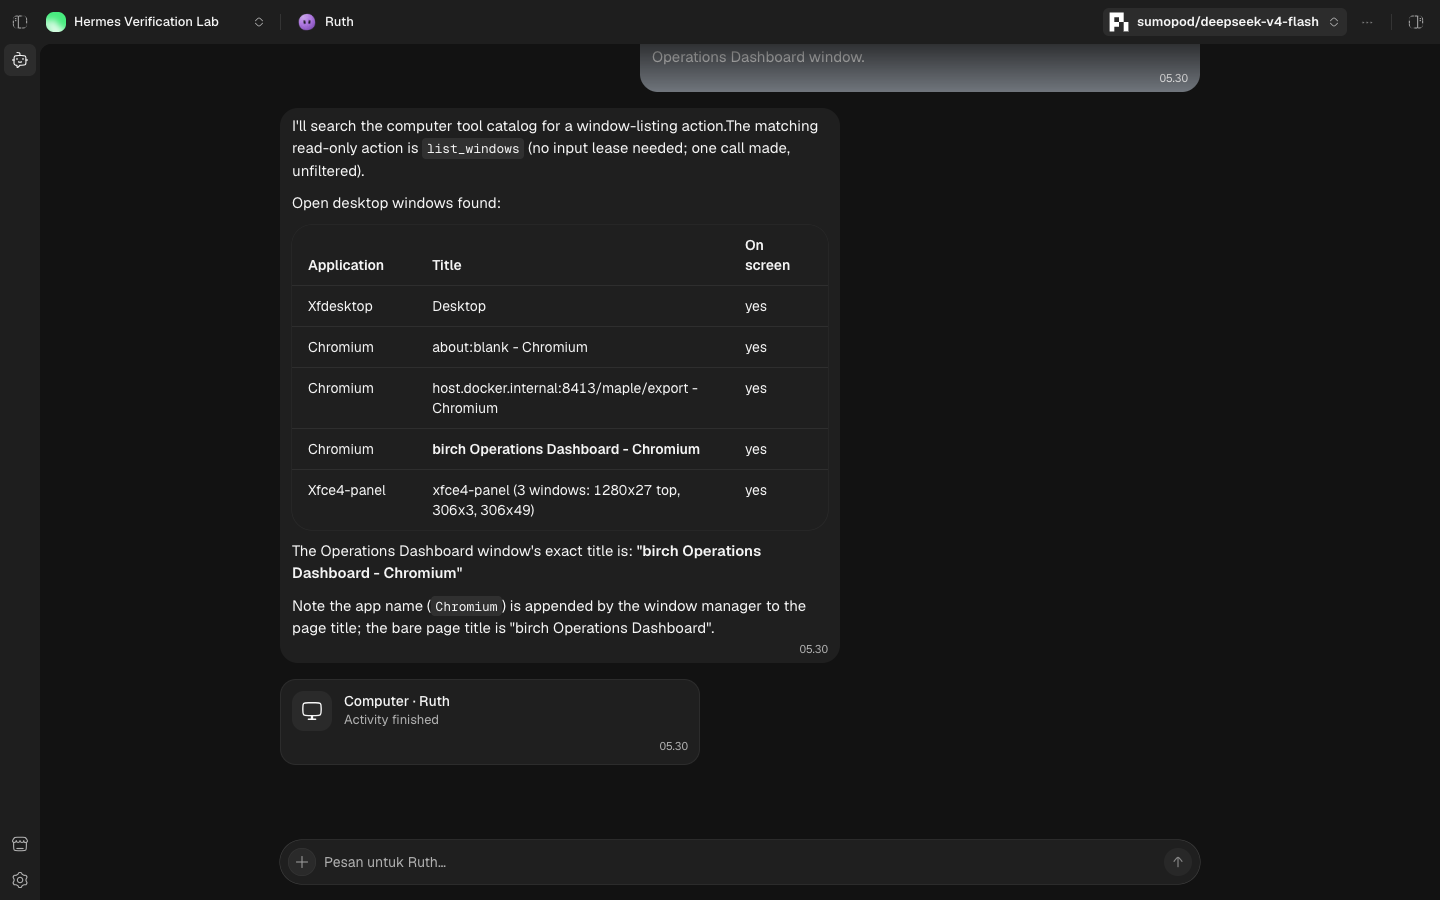 Hermes Verification Lab
Ruth
sumopod/deepseek-v4-flash
Operations Dashboard window.
05.30
I'll search the computer tool catalog for a window-listing action.The matching
read-only action is list_windows (no input lease needed; one call made,
unfiltered).
Open desktop windows found:
On
Application Title screen
Xfdesktop Desktop yes
Chromium about:blank - Chromium yes
Chromium host.docker.internal:8413/maple/export - yes
Chromium
Chromium birch Operations Dashboard - Chromium yes
Xfce4-panel xfce4-panel (3 windows: 1280x27 top, yes
306x3, 306x49)
The Operations Dashboard window's exact title is: "birch Operations
Dashboard - Chromium"
Note the app name (Chromium) is appended by the window manager to the
page title; the bare page title is "birch Operations Dashboard".
05.30
Computer · Ruth
Activity finished
05.30
Pesan untuk Ruth...